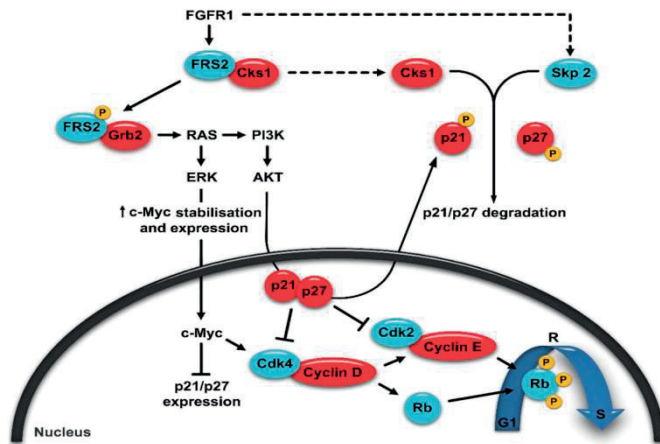 FGFR1
FRS2
Cks1
Cks1
Skp 2
P
FRS2
Grb2
RAS
PI3K
P
p21
p27
P
ERK
AKT
↑ c-Myc stabilisation
and expression
p21/p27 degradation
p21
p27
c-Myc
Cdk4
Cyclin D
Cdk2
Cyclin E
R
P
Rb
P
P
p21/p27
expression
Rb
G1
S
Nucleus